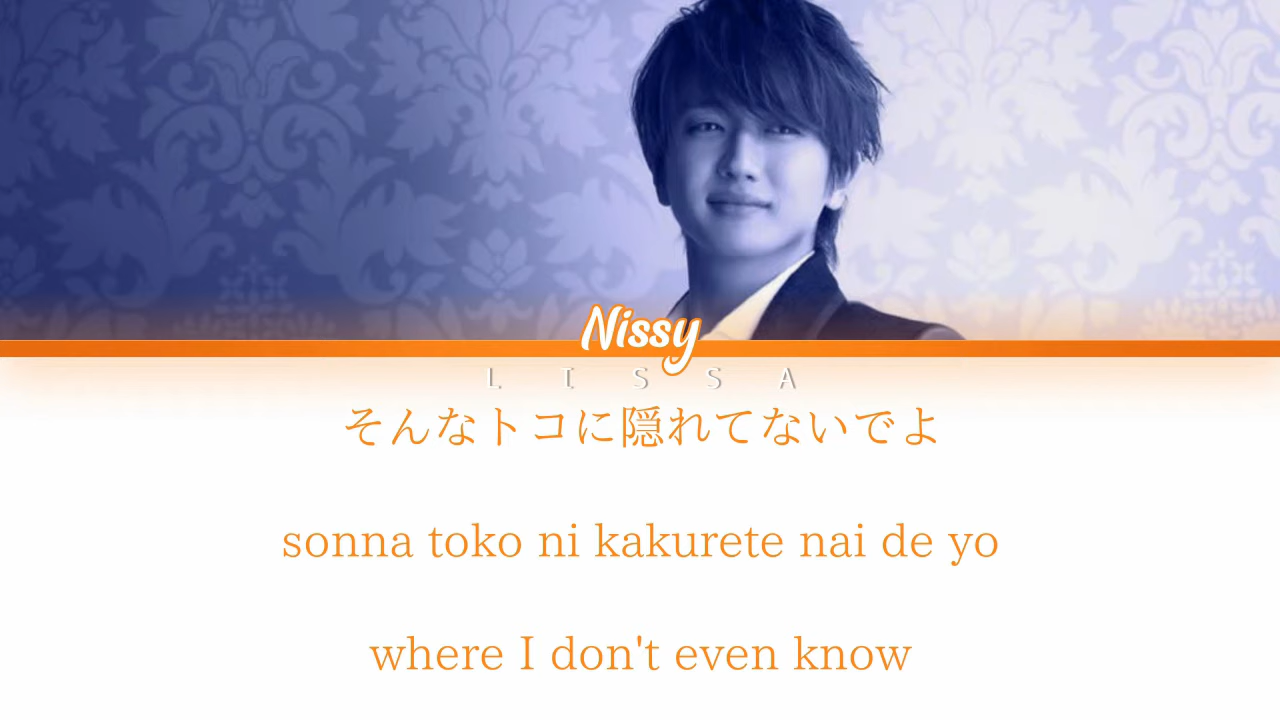 Nissy
L I S S A
そんなトコに隠れてないでよ
sonna toko ni kakurete nai de yo
where I don't even know